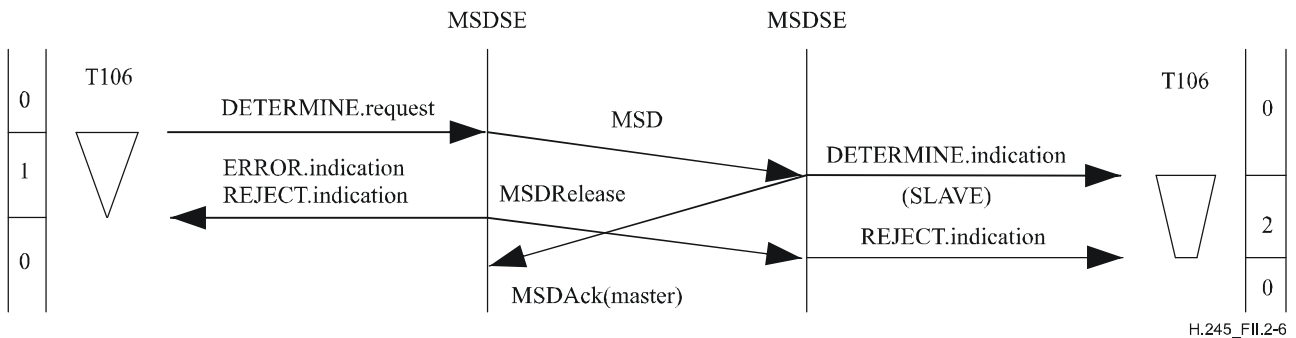 MSDSE MSDSE
T106 T106
0 0
DETERMINE.request MSD
DETERMINE.indication
1 ERROR.indication
REJECT.indication MSDRelease (SLAVE)
2
REJECT.indication
0
MSDAck(master) 0
H.245_FII.2-6